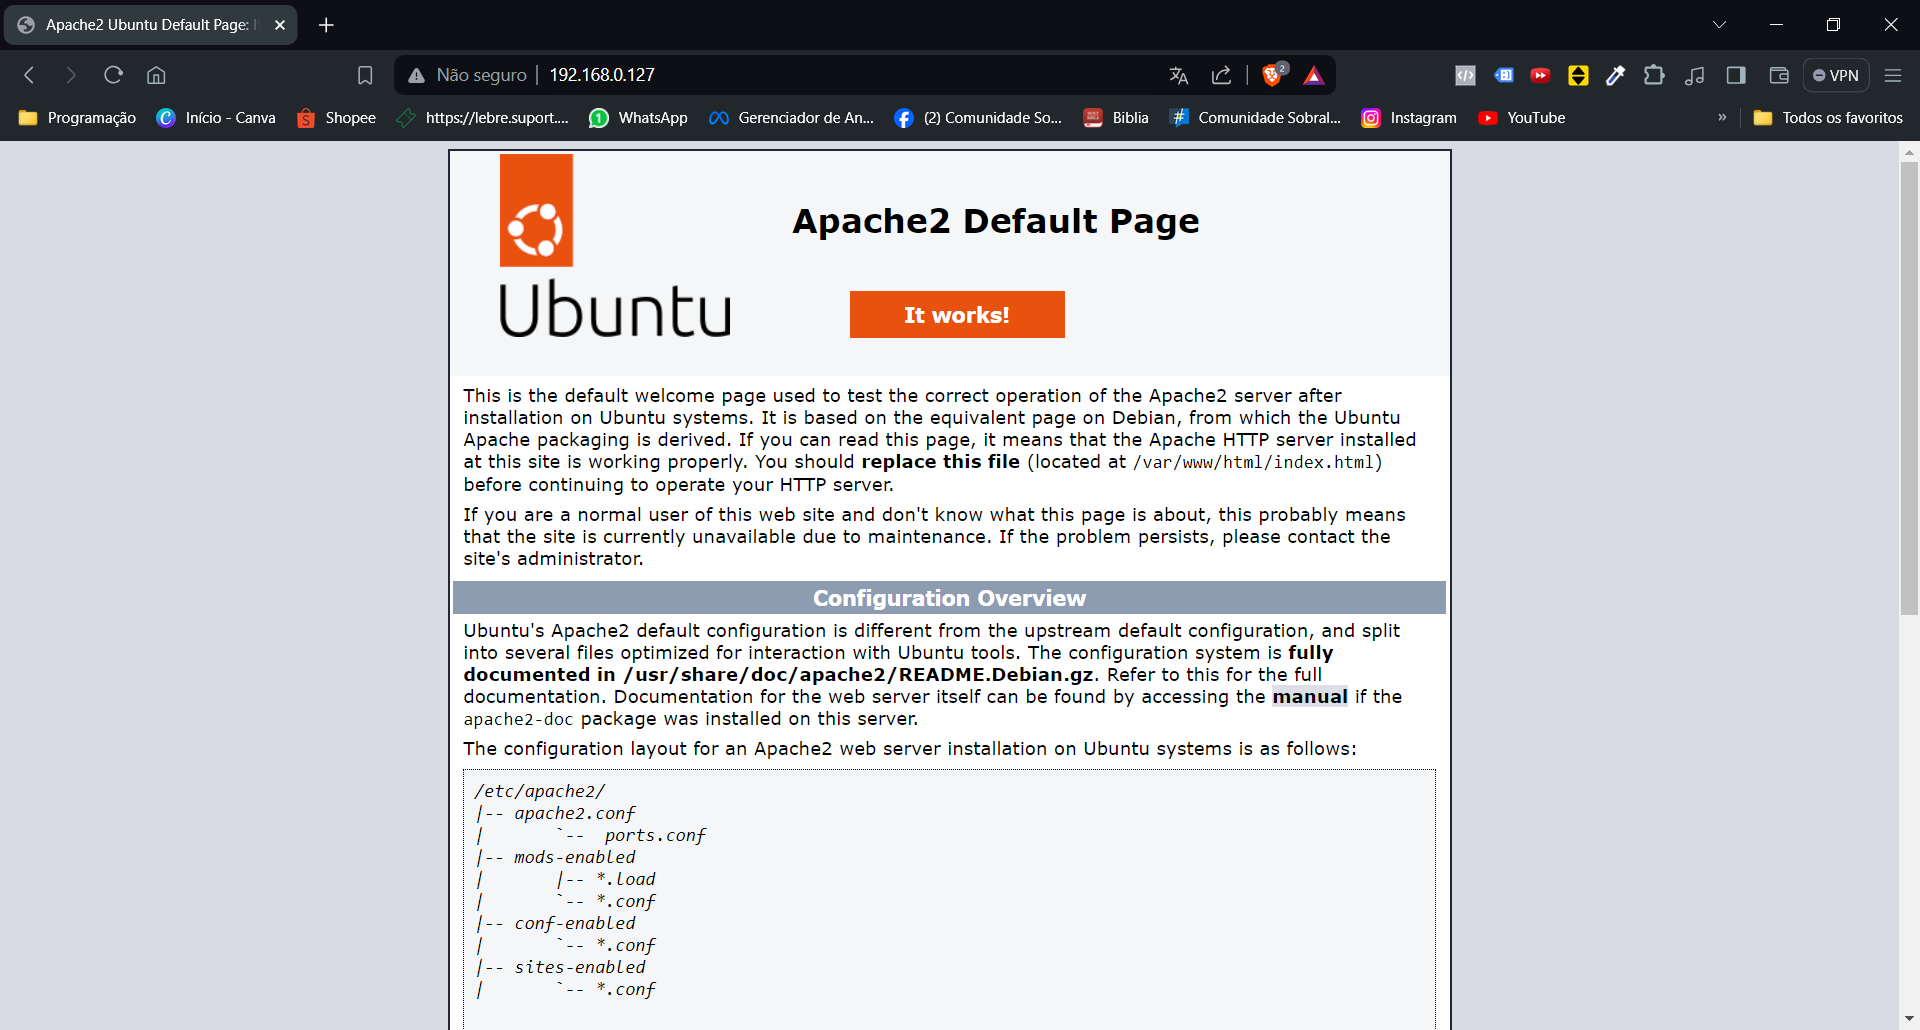 Apache2 Ubuntu Default Page:
Não seguro 192.168.0.127
2
VPN
Programação
Início - Canva
Shopee
https://lebre.suport....
WhatsApp
Gerenciador de An...
(2) Comunidade So...
Biblia
Comunidade Sobral...
Instagram
YouTube
»
Todos os favoritos
Ubuntu
Apache2 Default Page
It works!
This is the default welcome page used to test the correct operation of the Apache2 server after
installation on Ubuntu systems. It is based on the equivalent page on Debian, from which the Ubuntu
Apache packaging is derived. If you can read this page, it means that the Apache HTTP server installed
at this site is working properly. You should replace this file (located at /var/www/html/index.html)
before continuing to operate your HTTP server.
If you are a normal user of this web site and don't know what this page is about, this probably means
that the site is currently unavailable due to maintenance. If the problem persists, please contact the
site's administrator.
Configuration Overview
Ubuntu's Apache2 default configuration is different from the upstream default configuration, and split
into several files optimized for interaction with Ubuntu tools. The configuration system is fully
documented in /usr/share/doc/apache2/README.Debian.gz. Refer to this for the full
documentation. Documentation for the web server itself can be found by accessing the manual if the
apache2-doc package was installed on this server.
The configuration layout for an Apache2 web server installation on Ubuntu systems is as follows:
/etc/apache2/
|-- apache2.conf
|       `--  ports.conf
|-- mods-enabled
|       |-- *.load
|       `-- *.conf
|-- conf-enabled
|       `-- *.conf
|-- sites-enabled
|       `-- *.conf